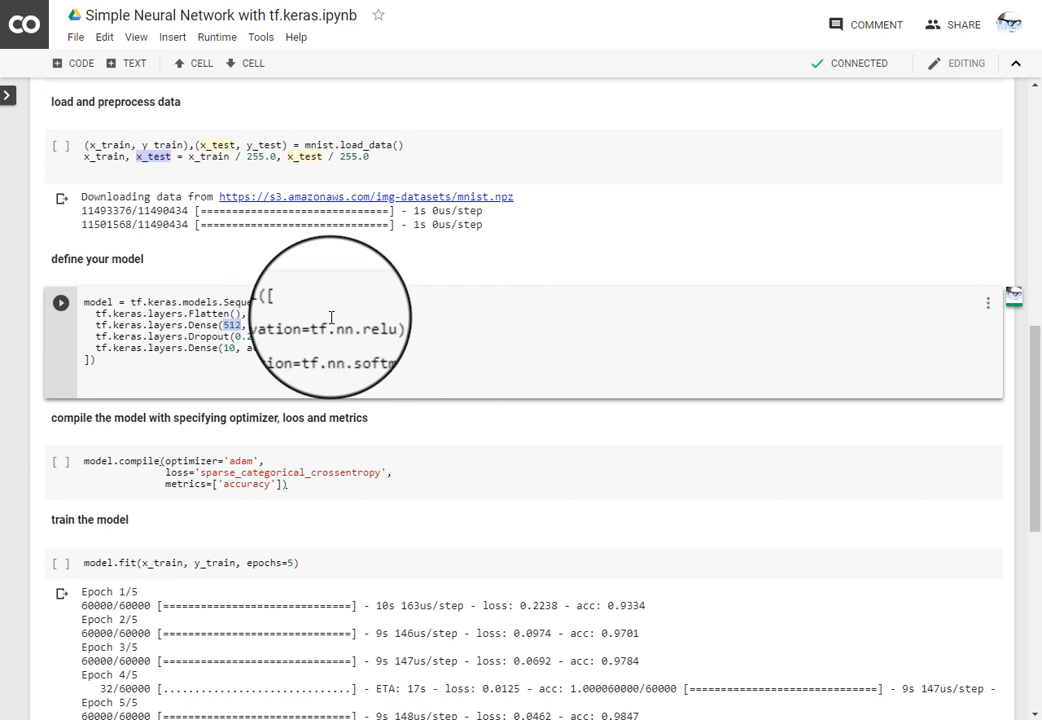 CO
Simple Neural Network with tf.keras.ipynb
COMMENT
SHARE
File Edit View Insert Runtime Tools Help
CODE TEXT CELL CELL
CONNECTED
EDITING
load and preprocess data
[ ] (x_train, y_train),(x_test, y_test) = mnist.load_data()
x_train, x_test = x_train / 255.0, x_test / 255.0
Downloading data from https://s3.amazonaws.com/img-datasets/mnist.npz
11493376/11490434 [==============================] - 1s 0us/step
11501568/11490434 [==============================] - 1s 0us/step
define your model
model = tf.keras.models.Seque ([
tf.keras.layers.Flatten(),
tf.keras.layers.Dense(512, vation=tf.nn.relu)
tf.keras.layers.Dropout(0.2
tf.keras.layers.Dense(10, a ion=tf.nn.softm
])
compile the model with specifying optimizer, loos and metrics
[ ] model.compile(optimizer='adam',
loss='sparse_categorical_crossentropy',
metrics=['accuracy'])
train the model
[ ] model.fit(x_train, y_train, epochs=5)
Epoch 1/5
60000/60000 [==============================] - 10s 163us/step - loss: 0.2238 - acc: 0.9334
Epoch 2/5
60000/60000 [==============================] - 9s 146us/step - loss: 0.0974 - acc: 0.9701
Epoch 3/5
60000/60000 [==============================] - 9s 147us/step - loss: 0.0692 - acc: 0.9784
Epoch 4/5
32/60000 [..............................] - ETA: 17s - loss: 0.0125 - acc: 1.000060000/60000 [==============================] - 9s 147us/step -
Epoch 5/5
60000/60000 [==============================] - 9s 148us/step - loss: 0.0462 - acc: 0.9847